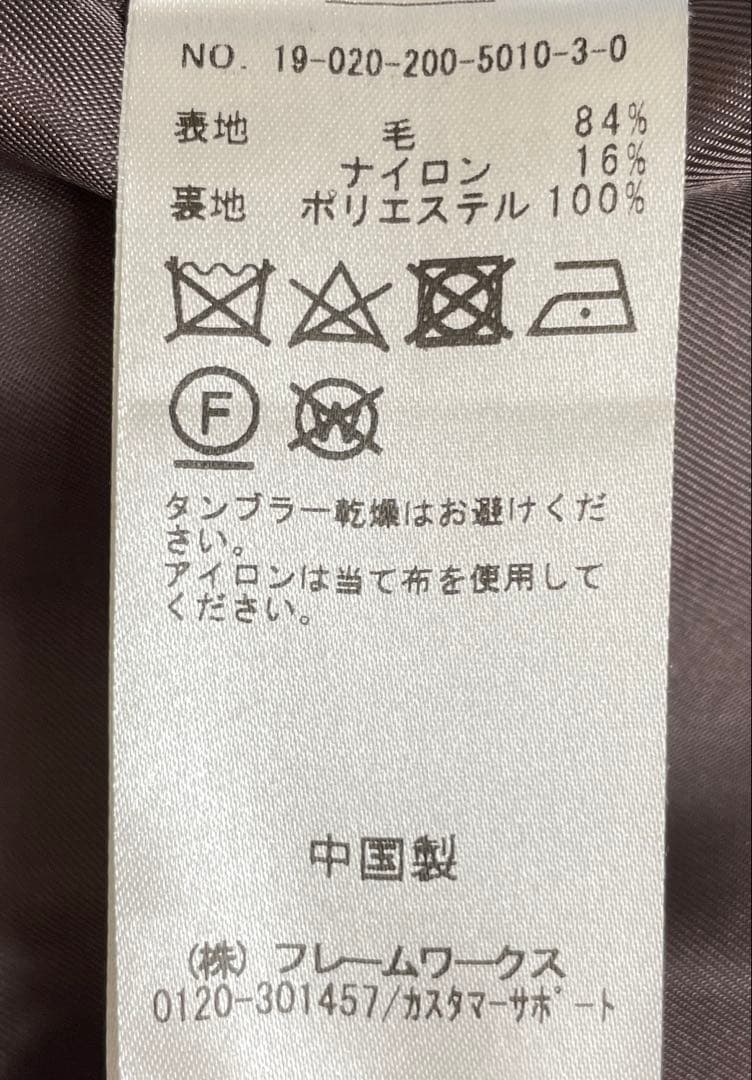 NO. 19-020-200-5010-3-0
表地 毛 84%
ナイロン 16%
裏地 ポリエステル 100%
F
W
タンブラー乾燥はお避けくだ
さい。
アイロンは当て布を使用して
ください。
中国製
(株)フレームワークス
0120-301457/カスタマーサポート